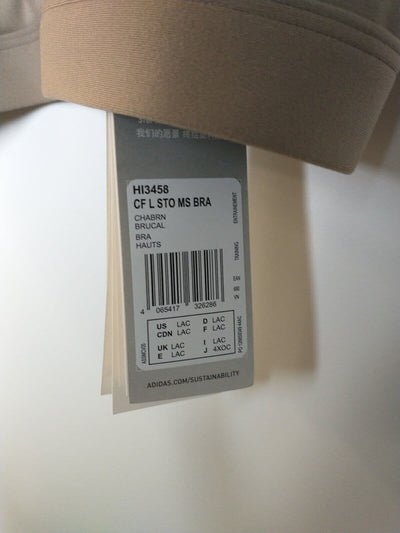 我们的愿景
HI3458
CF L STO MS BRA
CHABRN
BRUCAL
BRA
HAUTS
ENTRAINEMENT
TRAINING
EAN
4 065417 326286
US LAC D LAC
CDN LAC F LAC
UK LAC I LAC
E LAC J 4XOC
ADIDAS.COM/SUSTAINABILITY